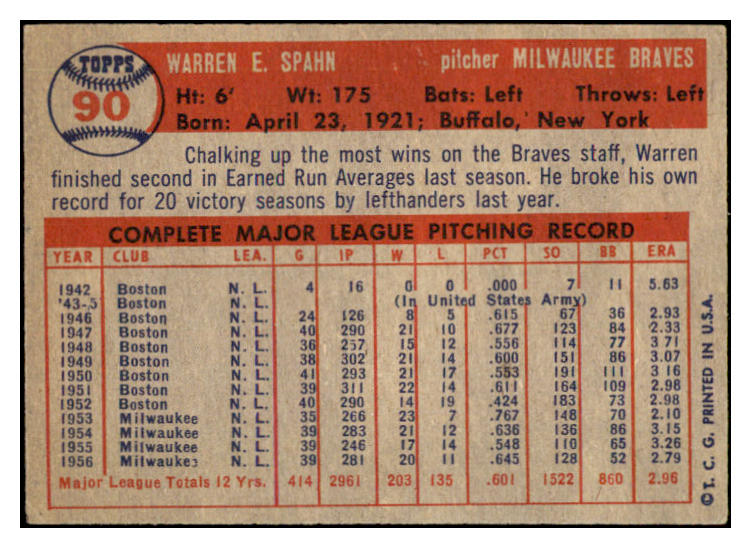 TOPPS
90
WARREN E. SPAHN pitcher MILWAUKEE BRAVES
Ht: 6' Wt: 175 Bats: Left Throws: Left
Born: April 23, 1921; Buffalo, New York
Chalking up the most wins on the Braves staff, Warren
finished second in Earned Run Averages last season. He broke his own
record for 20 victory seasons by lefthanders last year.
COMPLETE MAJOR LEAGUE PITCHING RECORD
YEAR CLUB LEA. G IP W L PCT SO BB ERA
1942 Boston N. L. 4 16 0 0 .000 7 11 5.63
'43-5 Boston N. L. (In United States Army)
1946 Boston N. L. 24 126 8 5 .615 67 36 2.93
1947 Boston N. L. 40 290 21 10 .677 123 84 2.33
1948 Boston N. L. 36 257 15 12 .556 114 77 3 71
1949 Boston N. L. 38 302 21 14 .600 151 86 3.07
1950 Boston N. L. 41 293 21 17 .553 191 111 3 16
1951 Boston N. L. 39 311 22 14 .611 164 109 2.98
1952 Boston N. L. 40 290 14 19 .424 183 73 2.98
1953 Milwaukee N. L. 35 266 23 7 .767 148 70 2.10
1954 Milwaukee N. L. 39 283 21 12 .636 136 86 3.15
1955 Milwaukee N. L. 39 246 17 14 .548 110 65 3.26
1956 Milwaukee N. L. 39 281 20 11 .645 128 52 2.79
Major League Totals 12 Yrs. 414 2961 203 135 .601 1522 860 2.96
© T. C. G. PRINTED IN U.S.A.